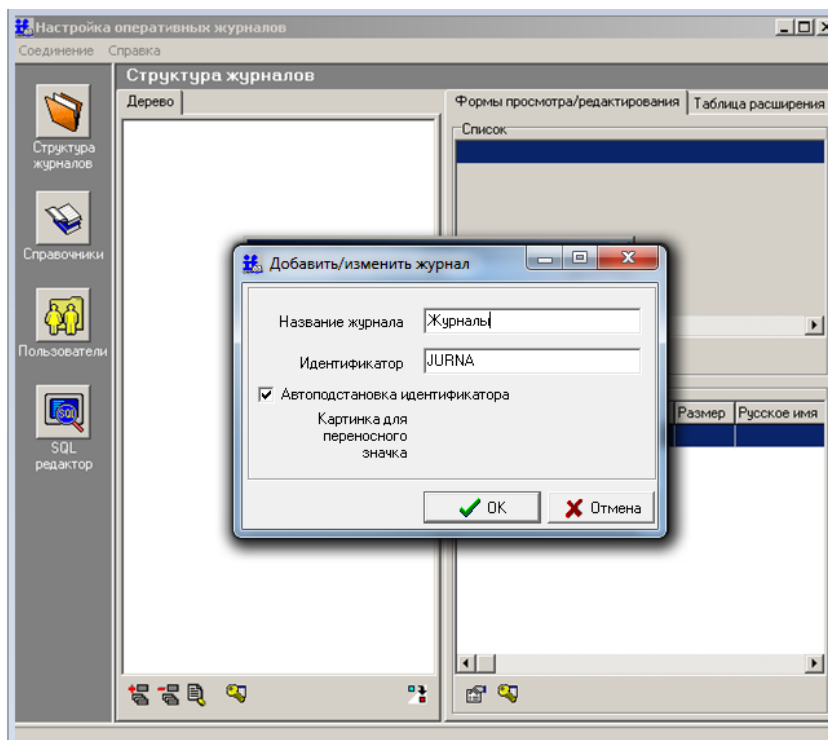 Настройка оперативных журналов
Соединение Справка
Структура журналов
Дерево
Формы просмотра/редактирования
Таблица расширения
Список
Структура
журналов
Справочники
Пользователи
SQL
SQL
редактор
Добавить/изменить журнал
Название журнала
Журналы
Идентификатор
JURNA
Автоподстановка идентификатора
Картинка для
переносного
значка
OK
Отмена
Размер
Русское имя